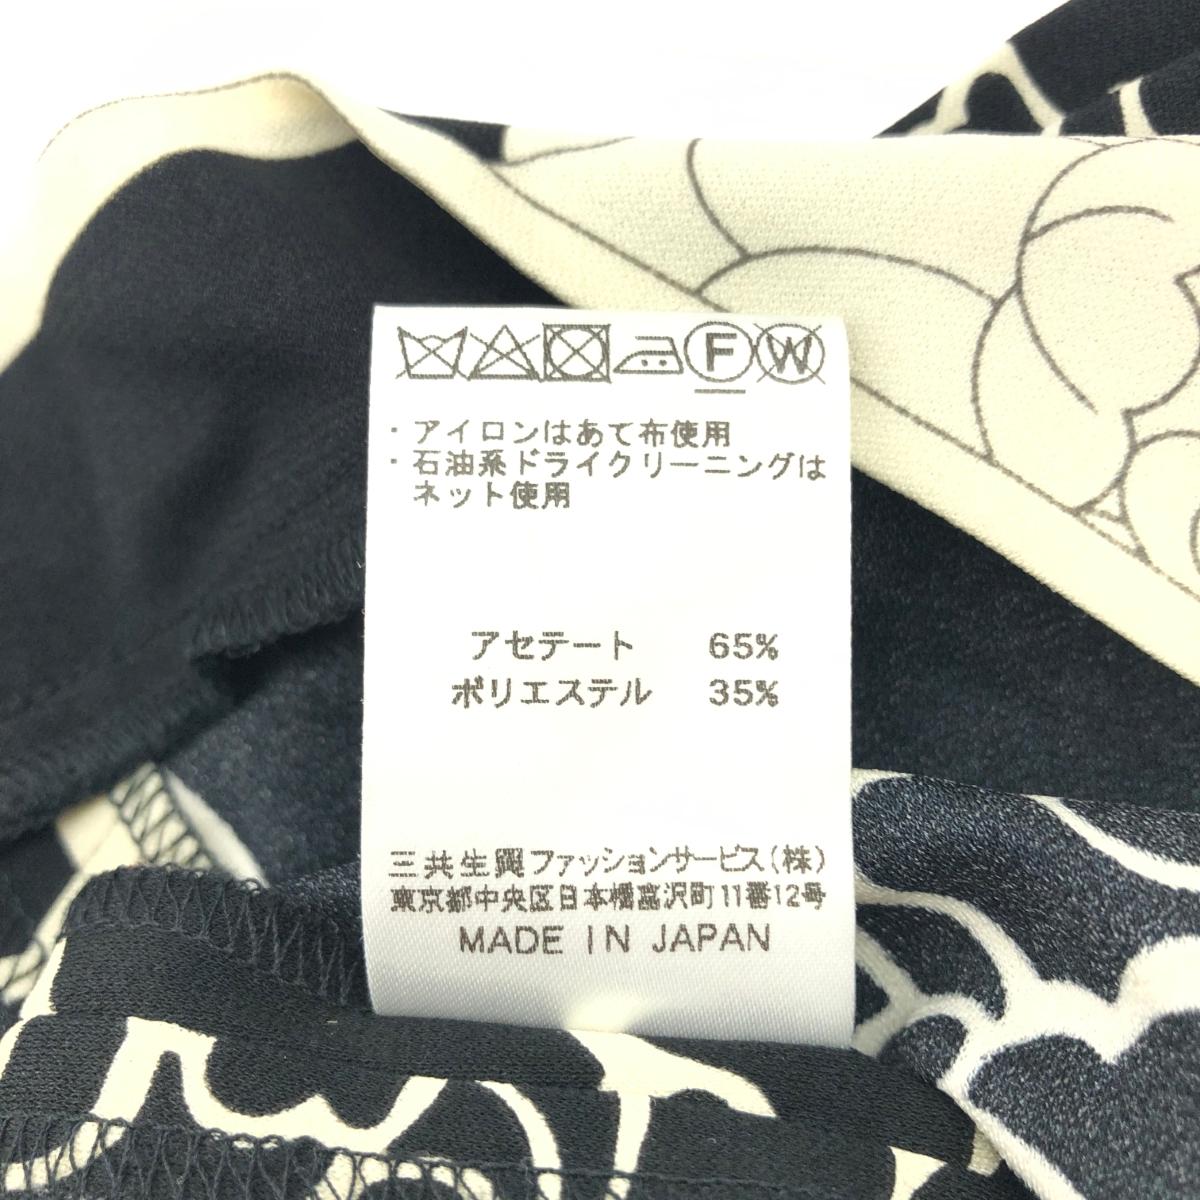 F W
・アイロンはあて布使用
・石油系ドライクリーニングは
ネット使用
アセテート 65%
ポリエステル 35%
三共生興ファッションサービス(株)
東京都中央区日本橋富沢町11番12号
MADE IN JAPAN